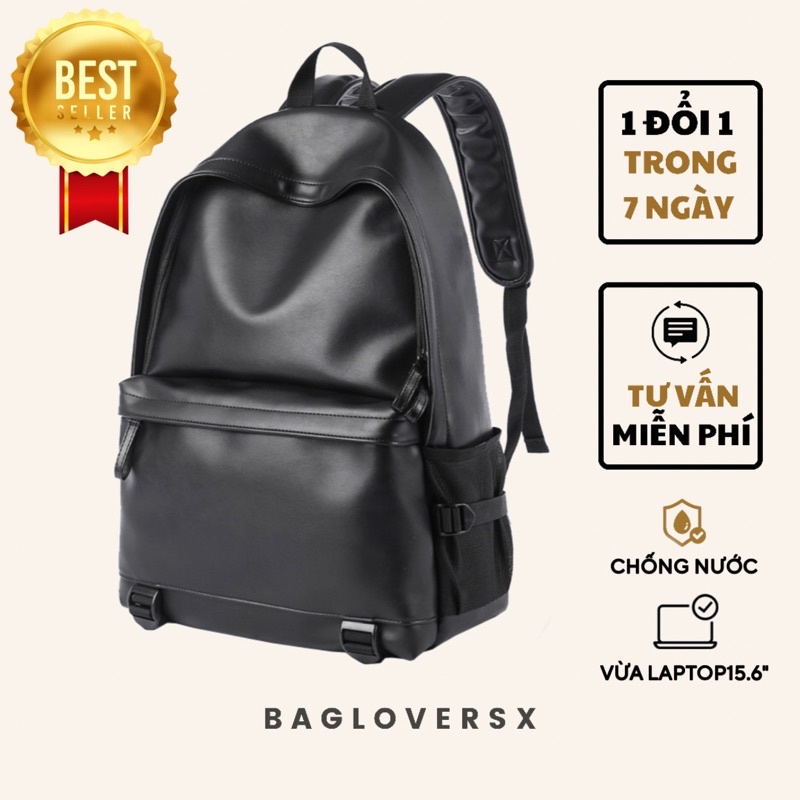 BEST
SELLER
1 ĐỔI 1
TRONG
7 NGÀY
TƯ VẤN
MIỄN PHÍ
CHỐNG NƯỚC
VỪA LAPTOP15.6"
BAGLOVERSX